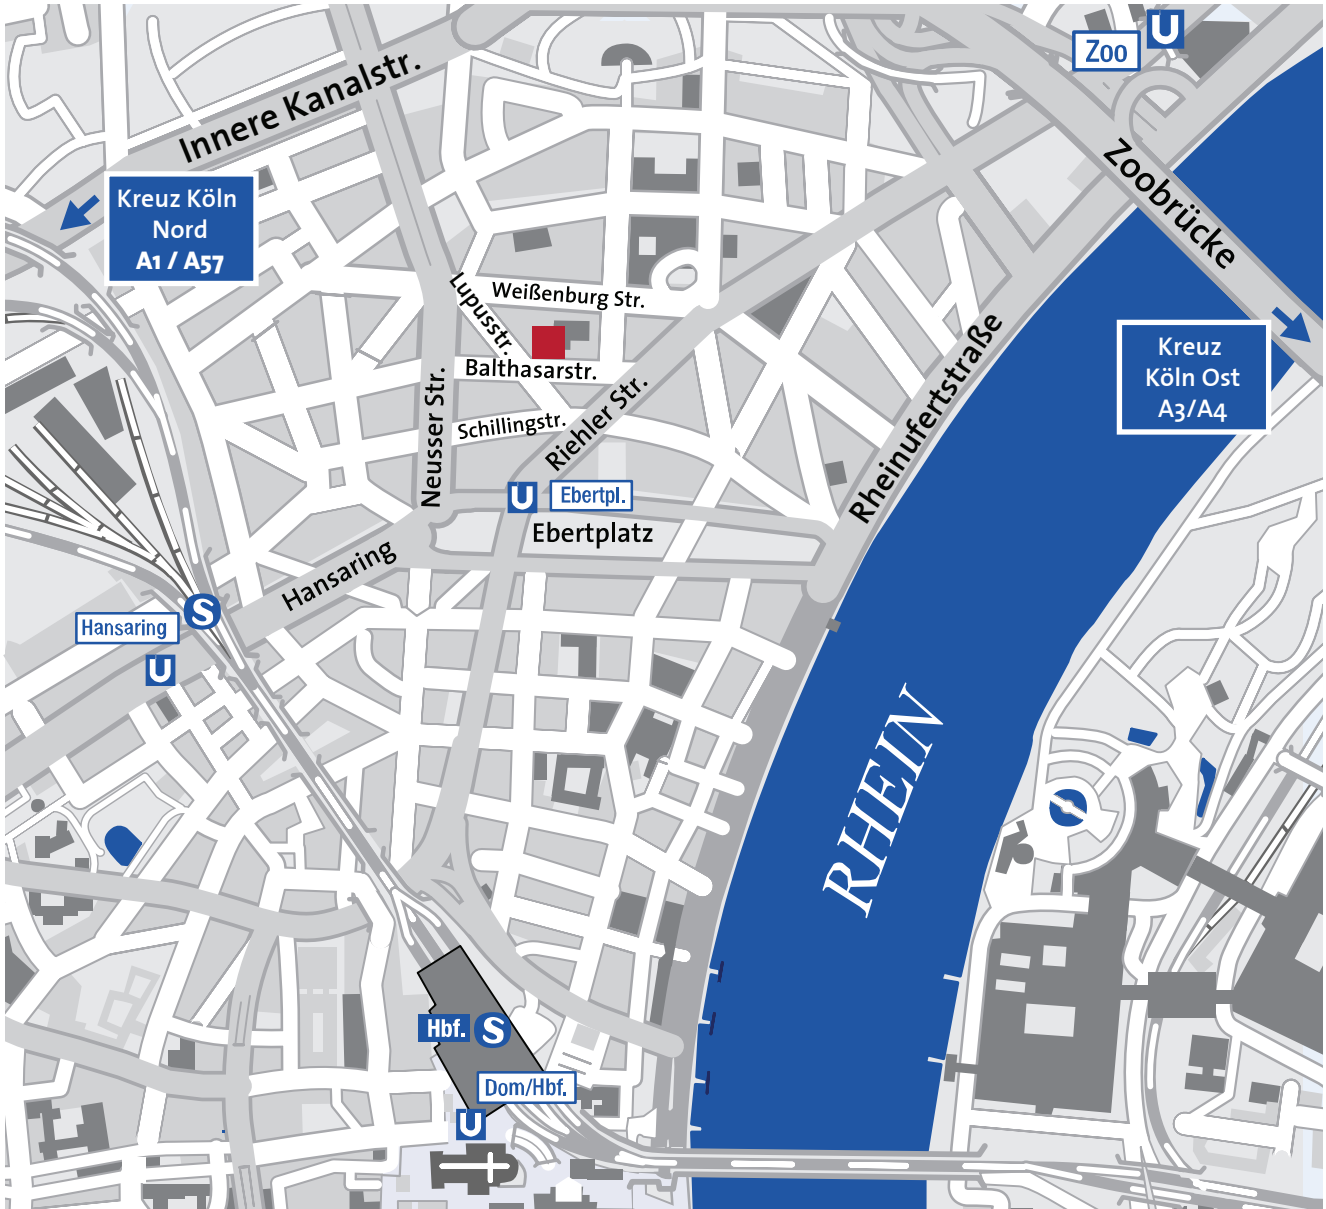 U
Zoo
Innere Kanalstr.
Zoobrücke
Kreuz Köln
Nord
A1 / A57
Lupusstr.
Weißenburg Str.
Balthasarstr.
Kreuz
Köln Ost
A3/A4
Rheinufertstraße
Neusser Str.
Schillingstr.
Riehler Str.
U
Ebertpl.
Ebertplatz
Hansaring
S
Hansaring
U
RHEIN
Hbf.
S
Dom/Hbf.
U